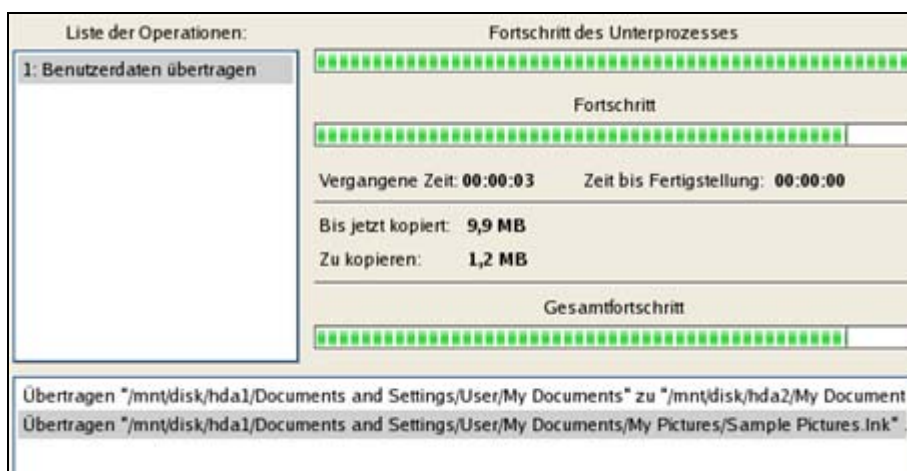 Liste der Operationen:
1: Benutzerdaten übertragen
Fortschritt des Unterprozesses
Fortschritt
Vergangene Zeit: 00:00:03 Zeit bis Fertigstellung: 00:00:00
Bis jetzt kopiert: 9,9 MB
Zu kopieren: 1,2 MB
Gesamtfortschritt
Übertragen "/mnt/disk/hda1/Documents and Settings/User/My Documents" zu "/mnt/disk/hda2/My Document
Übertragen "/mnt/disk/hda1/Documents and Settings/User/My Documents/My Pictures/Sample Pictures.lnk" .